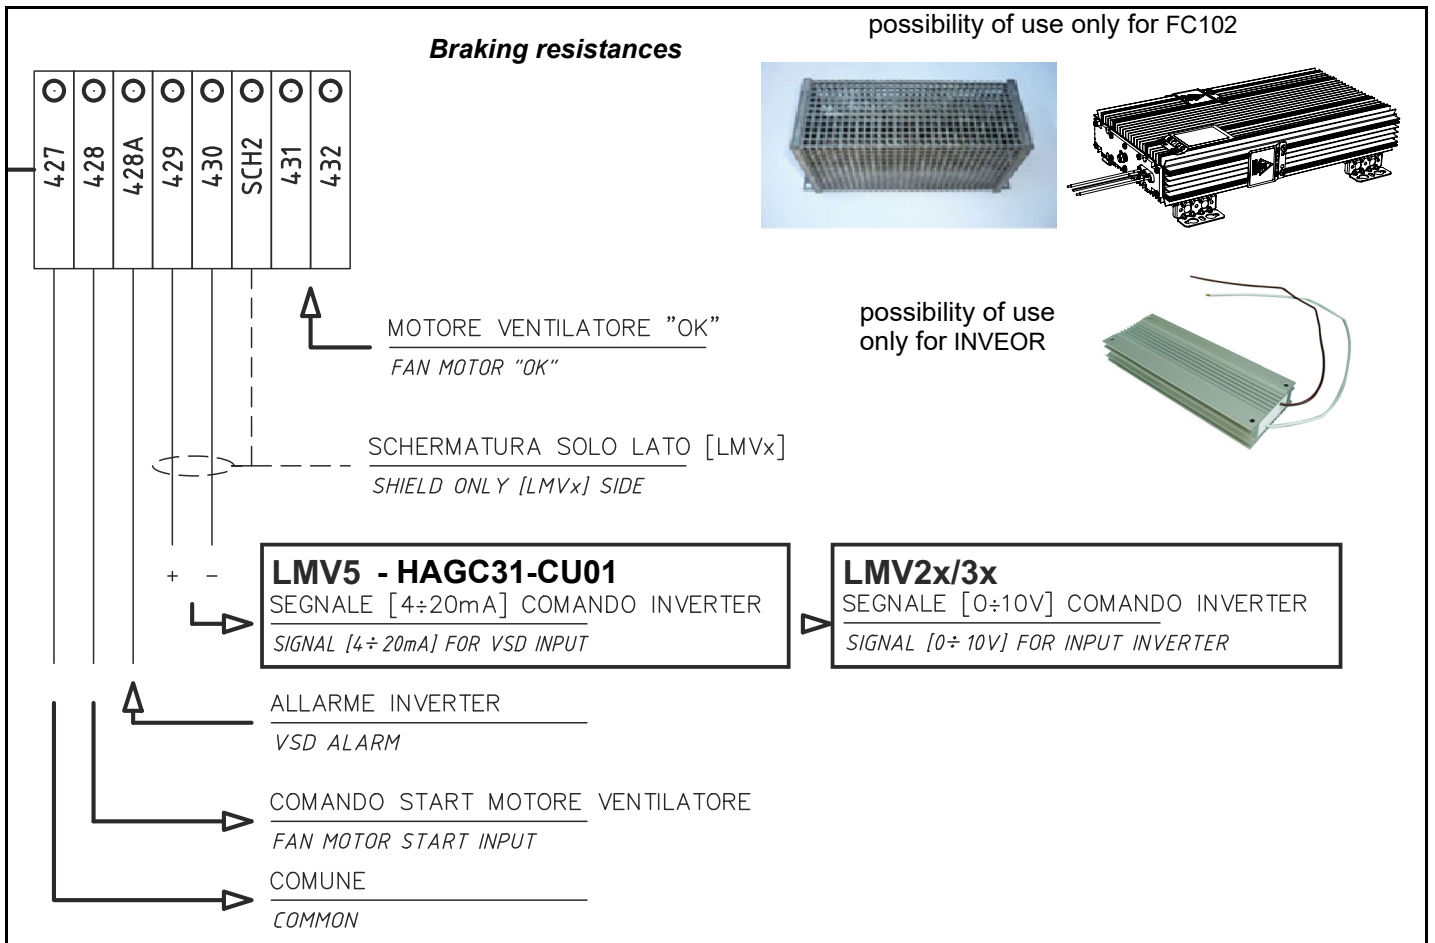 possibility of use only for FC102
Braking resistances
427
428
428A
429
430
SCH2
431
432
possibility of use
only for INVEOR
MOTORE VENTILATORE ”OK”
FAN MOTOR "OK"
SCHERMATURA SOLO LATO [LMVx]
SHIELD ONLY [LMVx] SIDE
+ −
LMV5 - HAGC31-CU01
SEGNALE [4÷20mA] COMANDO INVERTER
SIGNAL [4÷20mA] FOR VSD INPUT
LMV2x/3x
SEGNALE [0÷10V] COMANDO INVERTER
SIGNAL [0÷10V] FOR INPUT INVERTER
ALLARME INVERTER
VSD ALARM
COMANDO START MOTORE VENTILATORE
FAN MOTOR START INPUT
COMUNE
COMMON